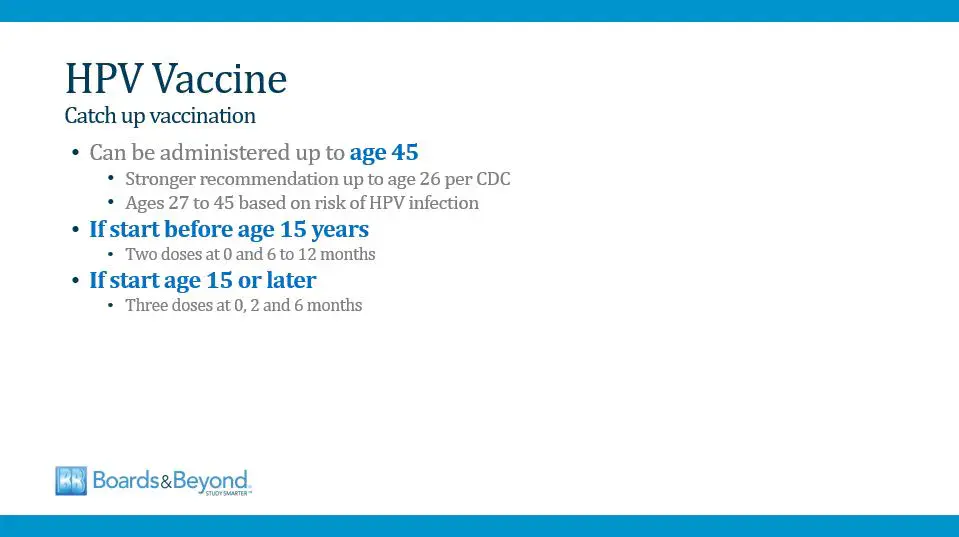 HPV Vaccine
Catch up vaccination
• Can be administered up to age 45
• Stronger recommendation up to age 26 per CDC
• Ages 27 to 45 based on risk of HPV infection
• If start before age 15 years
• Two doses at 0 and 6 to 12 months
• If start age 15 or later
• Three doses at 0, 2 and 6 months
BB Boards&Beyond
STUDY SMARTER™